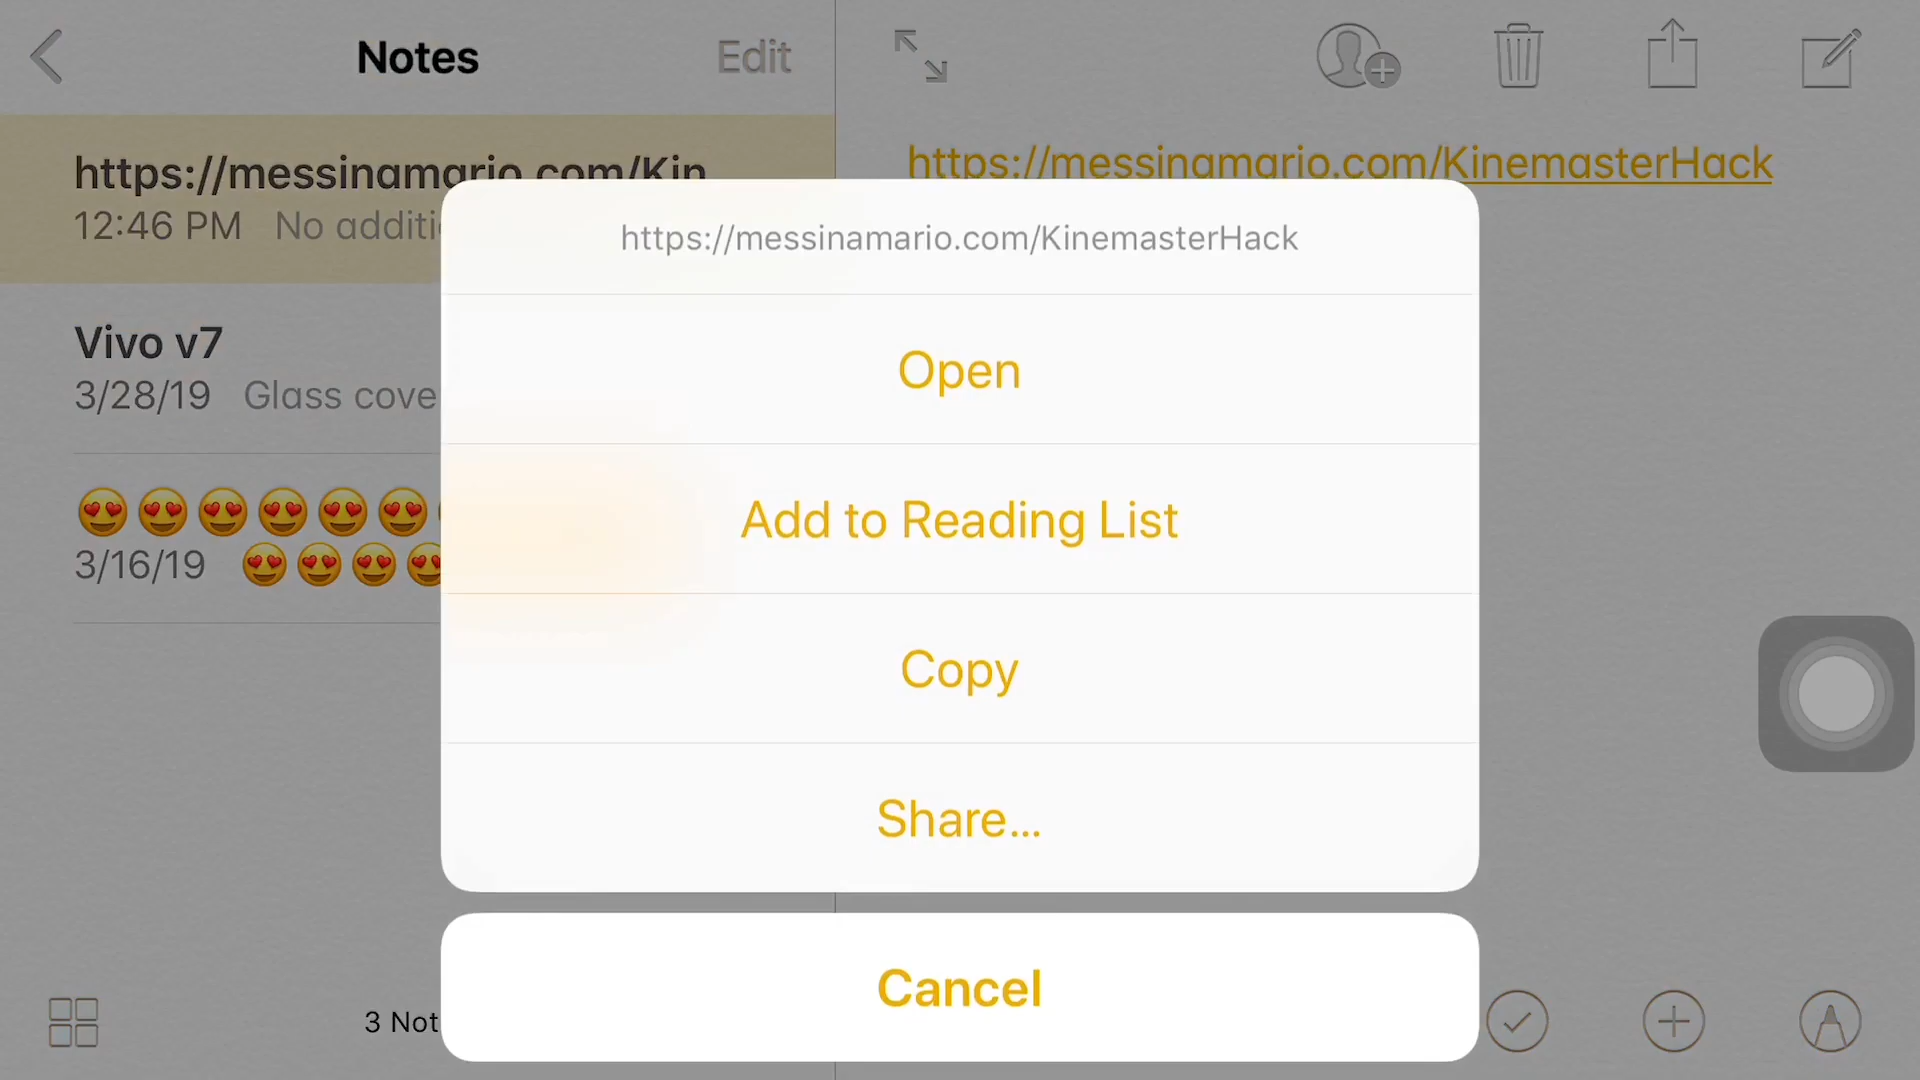 Notes
Edit
https://messinamario.com/Kin
12:46 PM No additi
Vivo v7
3/28/19 Glass cove
😍😍😍😍😍😍
3/16/19 😍😍😍😍
3 Not
https://messinamario.com/KinemasterHack
https://messinamario.com/KinemasterHack
Open
Add to Reading List
Copy
Share...
Cancel